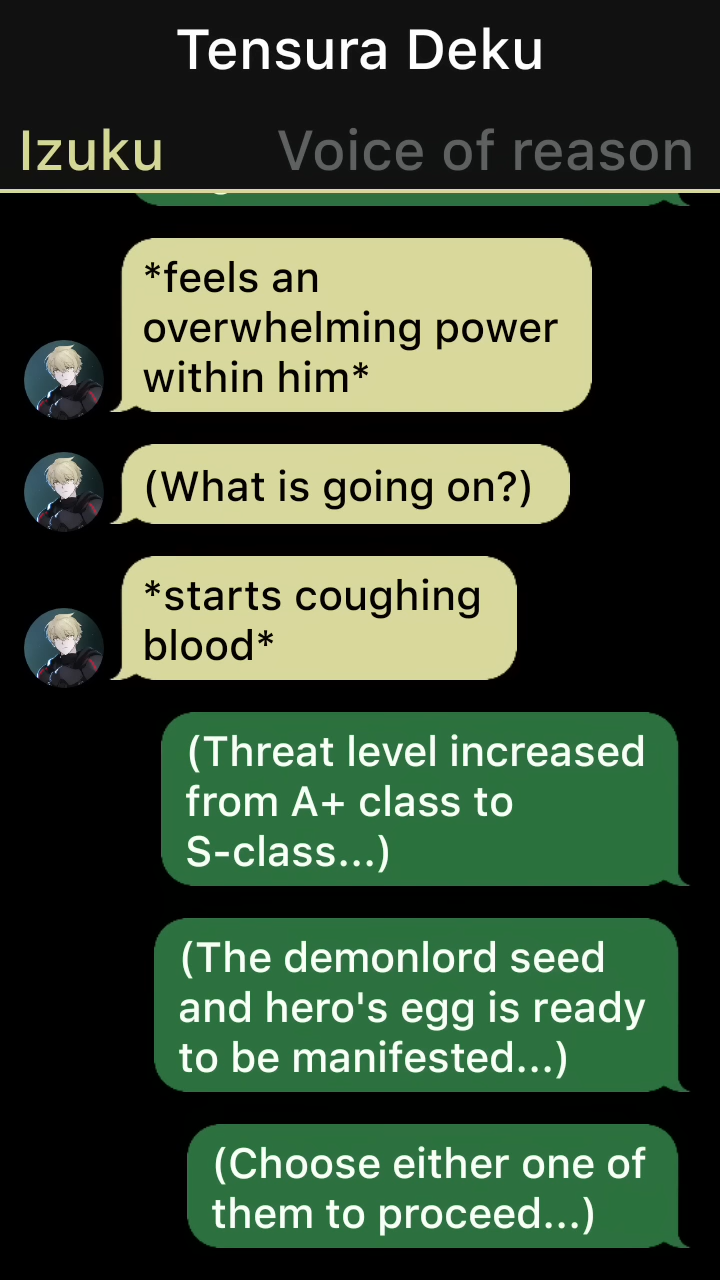 Tensura Deku
Izuku
Voice of reason
*feels an
overwhelming power
within him*
(What is going on?)
*starts coughing
blood*
(Threat level increased
from A+ class to
S-class...)
(The demonlord seed
and hero's egg is ready
to be manifested...)
(Choose either one of
them to proceed...)